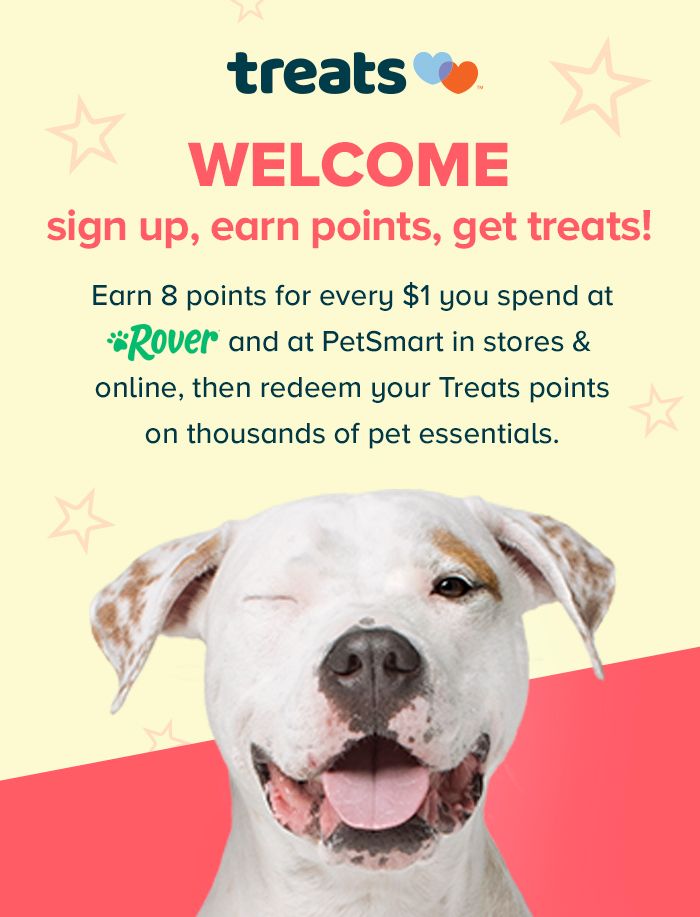 treats ™
WELCOME
sign up, earn points, get treats!
Earn 8 points for every $1 you spend at
Rover and at PetSmart in stores &
online, then redeem your Treats points
on thousands of pet essentials.